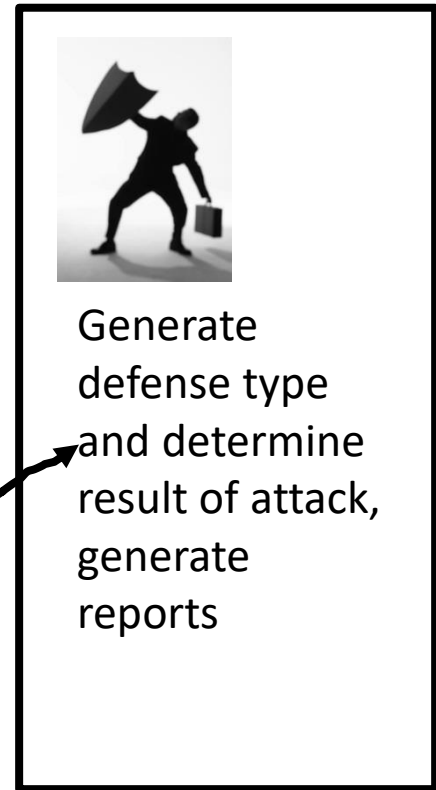 Generate
defense type
and determine
result of attack,
generate
reports